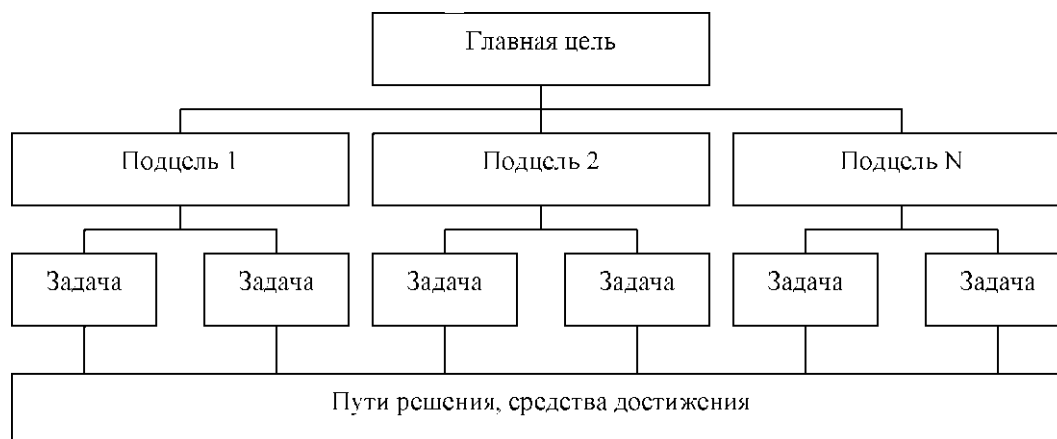 Главная цель
Подцель 1
Подцель 2
Подцель N
Задача
Задача
Задача
Задача
Задача
Задача
Пути решения, средства достижения